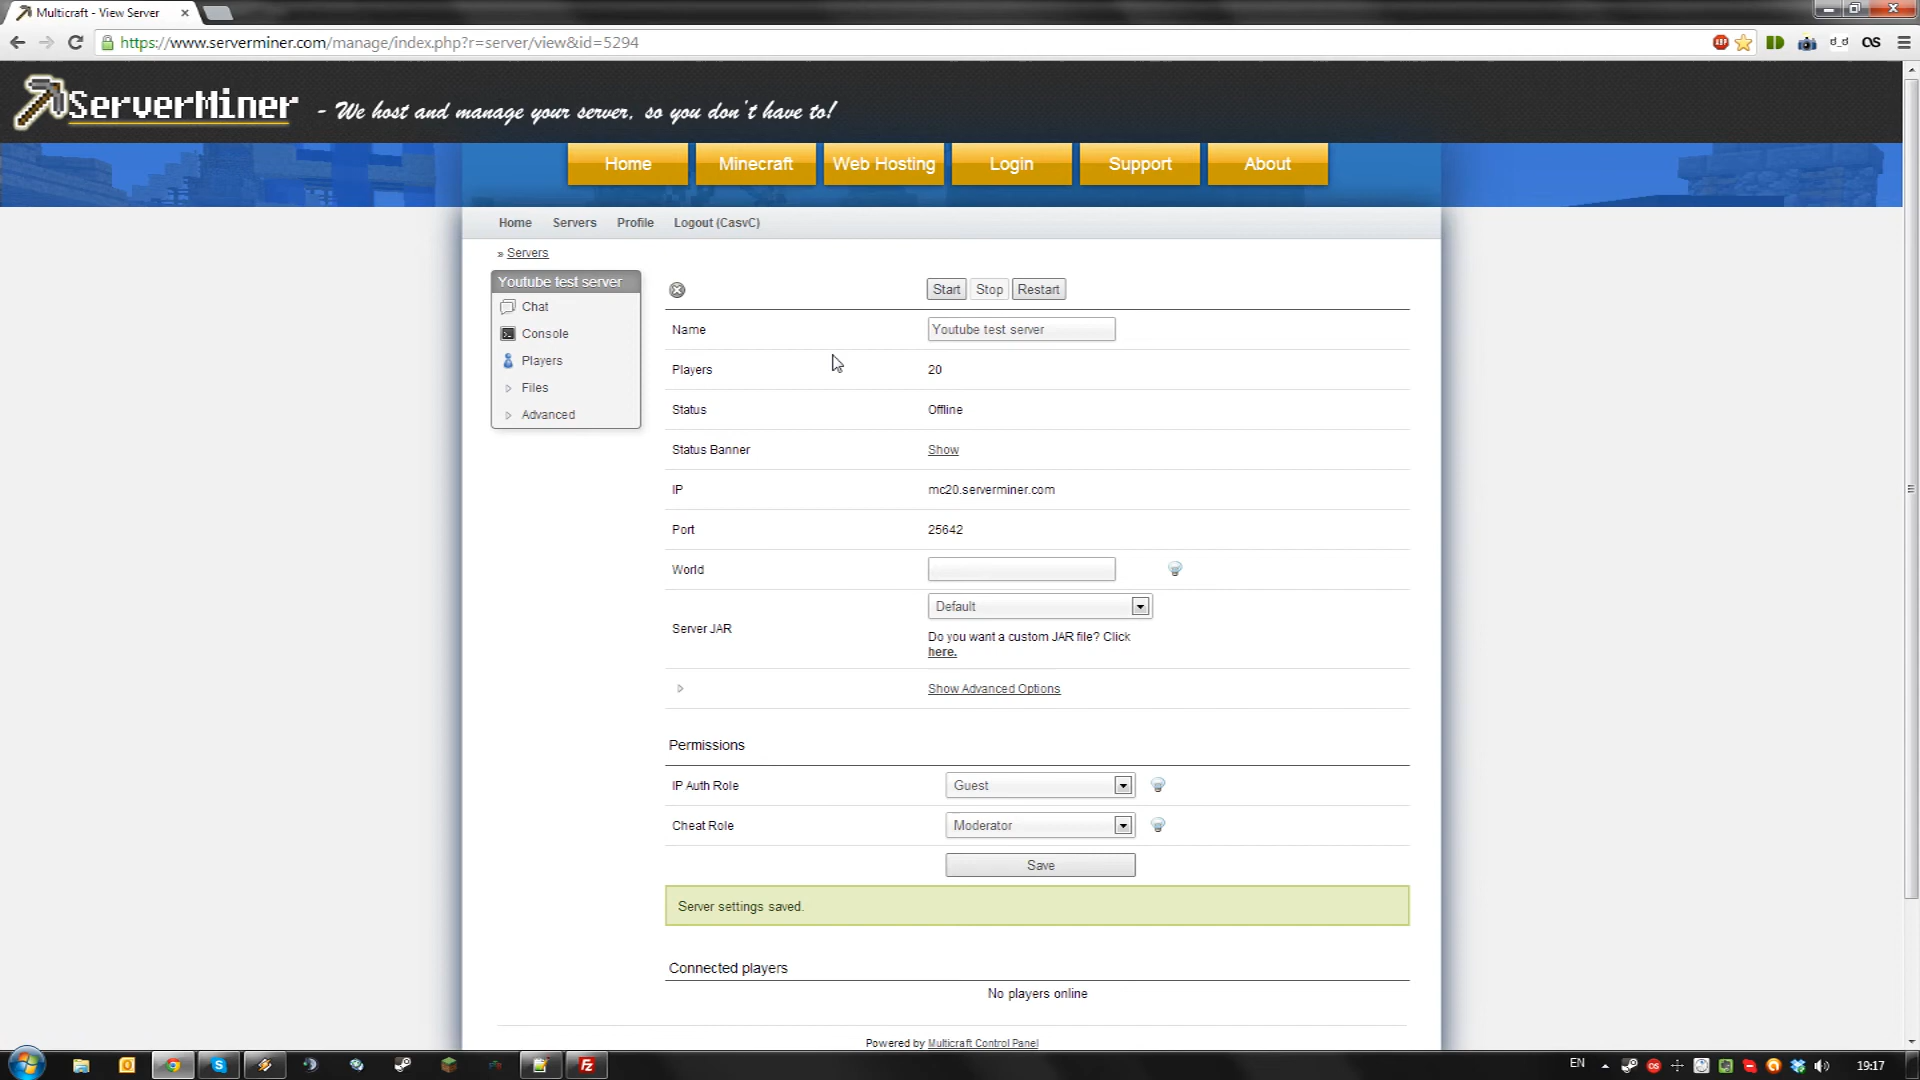 Multicraft - View Server
https://www.serverminer.com/manage/index.php?r=server/view&id=5294
ABP
d_d
OS
ServerMiner - We host and manage your server, so you don't have to!
Home Minecraft Web Hosting Login Support About
Home Servers Profile Logout (CasvC)
» Servers
Youtube test server
Chat
Console
Players
Files
Advanced
Start Stop Restart
Name Youtube test server
Players 20
Status Offline
Status Banner Show
IP mc20.serverminer.com
Port 25642
World
Default
Server JAR
Do you want a custom JAR file? Click
here.
Show Advanced Options
Permissions
IP Auth Role Guest
Cheat Role Moderator
Save
Server settings saved.
Connected players
No players online
Powered by Multicraft Control Panel
EN
19:17